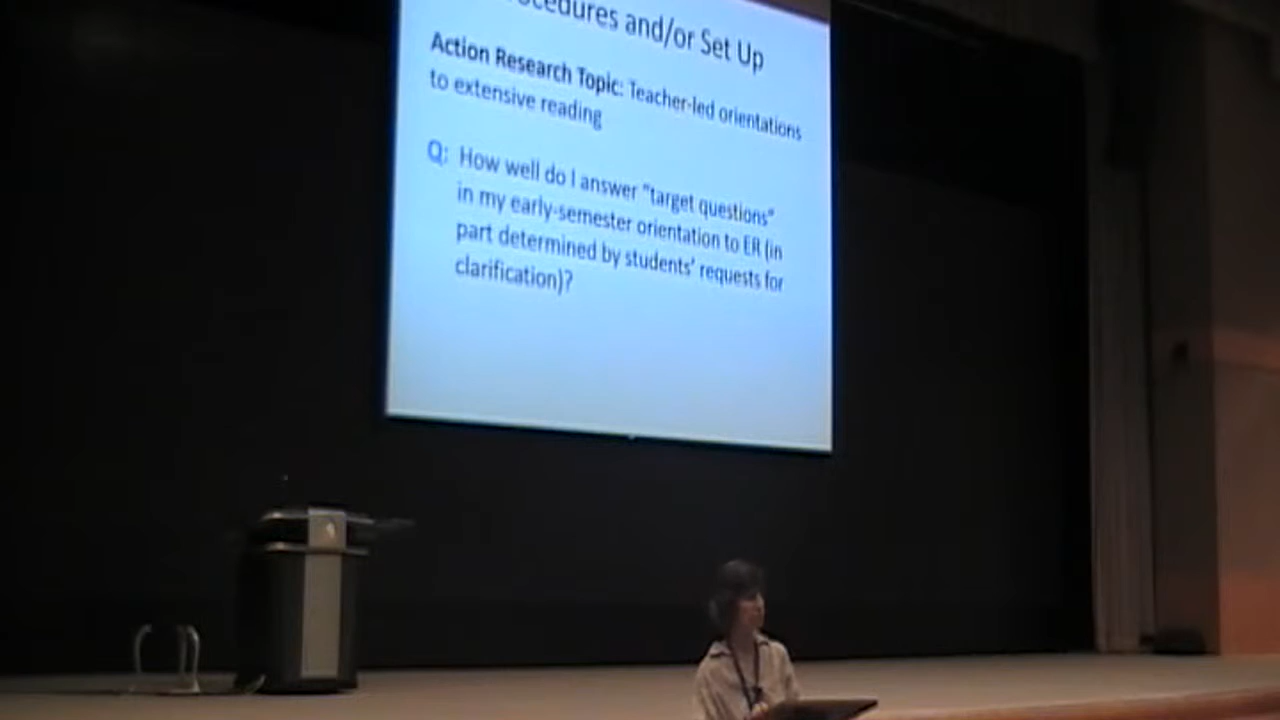 ocedures and/or Set Up
Action Research Topic: Teacher-led orientations
to extensive reading
Q: How well do I answer "target questions"
in my early-semester orientation to ER (in
part determined by students' requests for
clarification)?